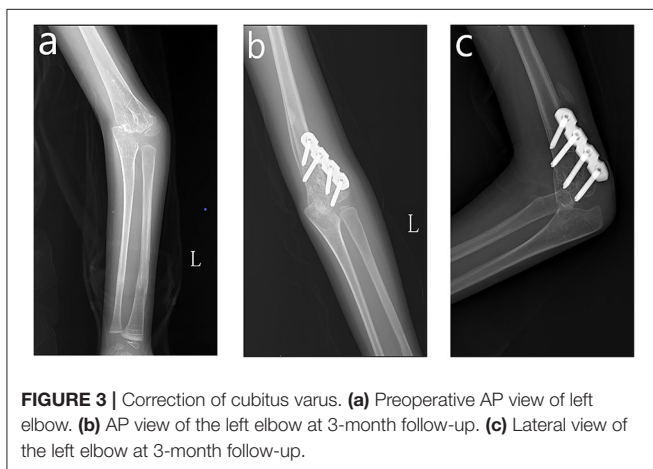 a
b
c
L
L
FIGURE 3 | Correction of cubitus varus. (a) Preoperative AP view of left
elbow. (b) AP view of the left elbow at 3-month follow-up. (c) Lateral view of
the left elbow at 3-month follow-up.